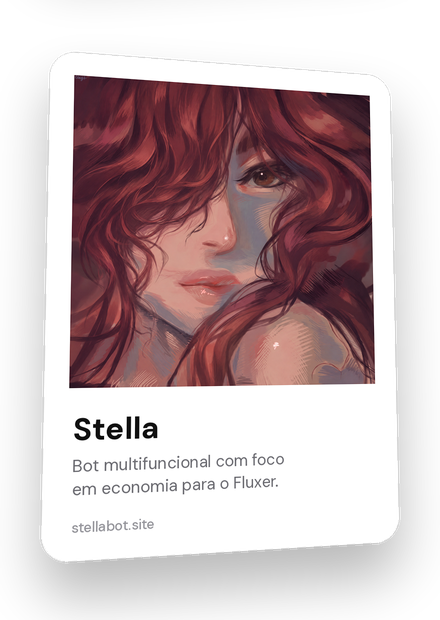 Stella
Bot multifuncional com foco
em economia para o Fluxer.
stellabot.site